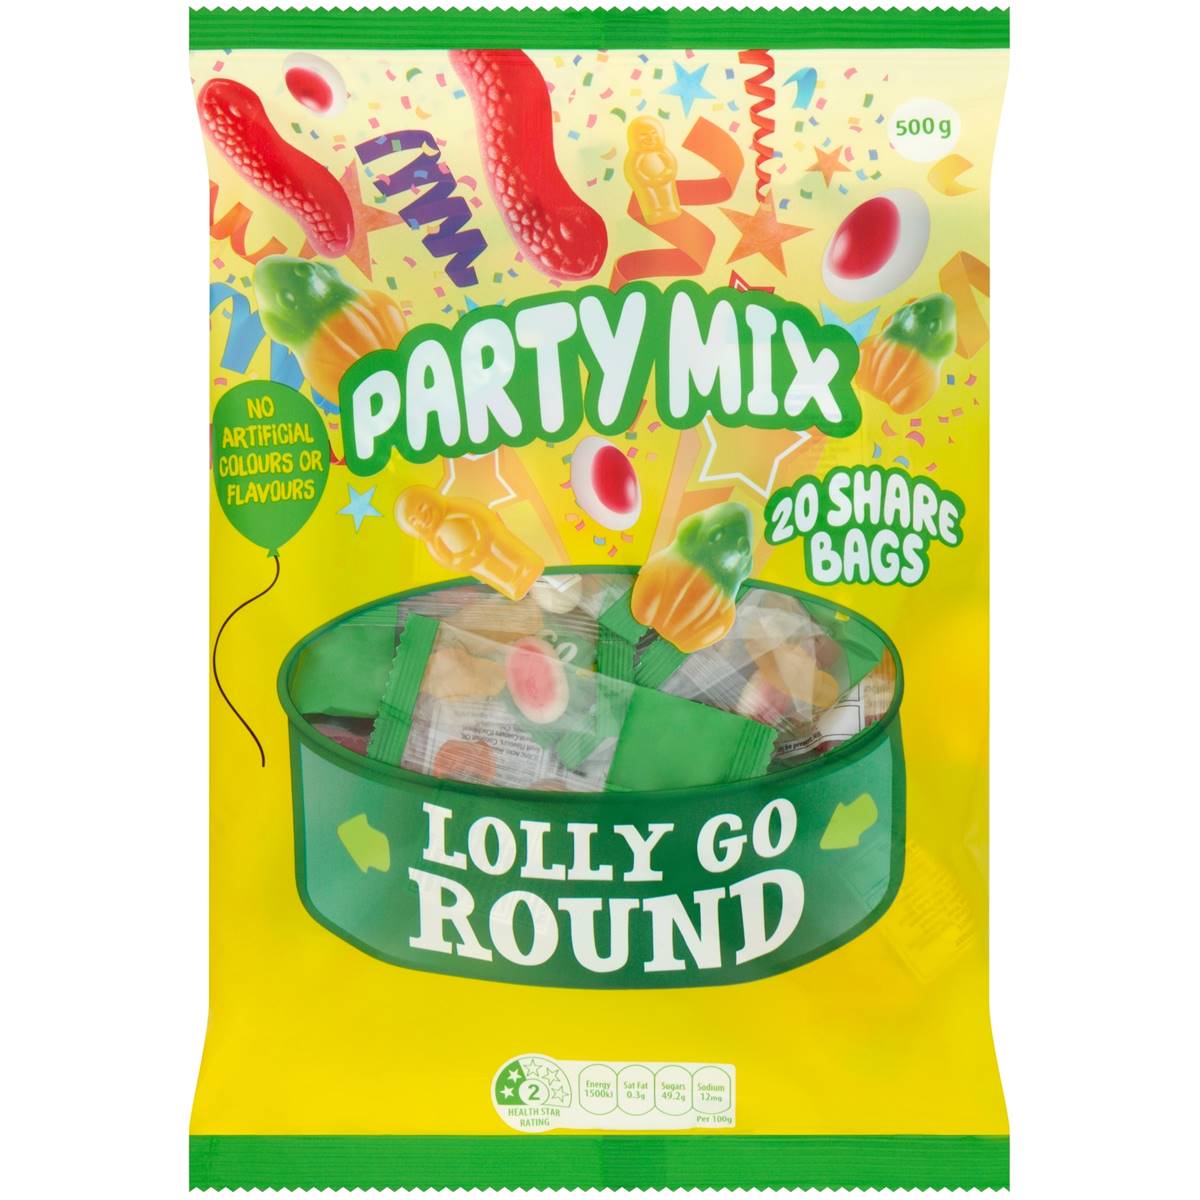 500g
PARTY MIX
NO
ARTIFICIAL
COLOURS OR
FLAVOURS
20 SHARE
BAGS
LOLLY GO
ROUND
2
HEALTH STAR
RATING
Energy
1500kJ
Sat Fat
0.3g
Sugars
49.2g
Sodium
12mg
Per 100g